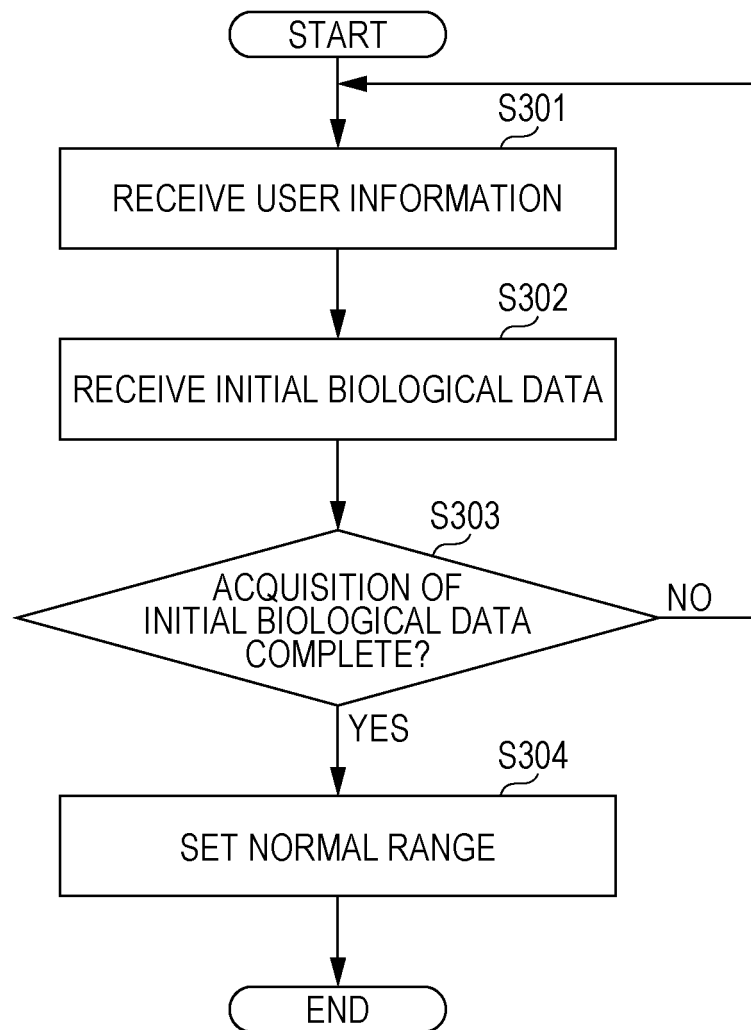 START
S301
RECEIVE USER INFORMATION
S302
RECEIVE INITIAL BIOLOGICAL DATA
S303
ACQUISITION OF
INITIAL BIOLOGICAL DATA
COMPLETE?
NO
YES
S304
SET NORMAL RANGE
END